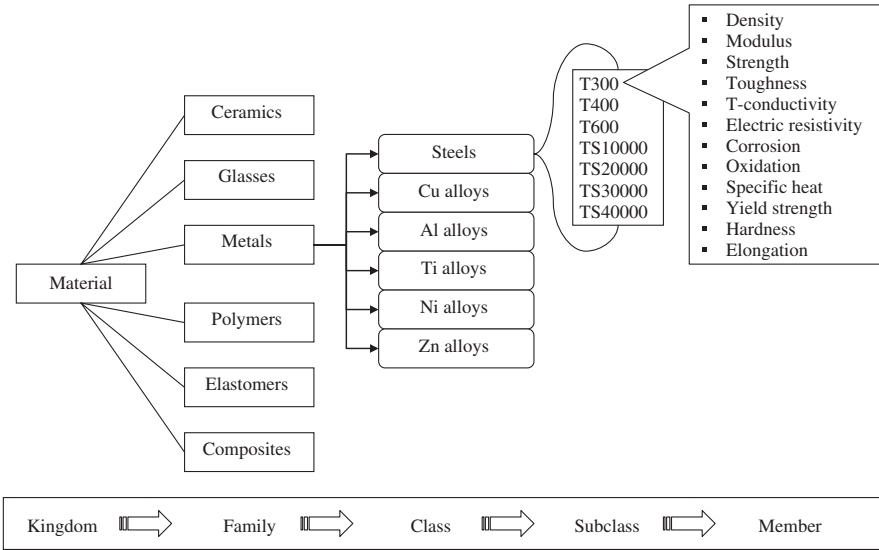 Material
Ceramics
Glasses
Metals
Polymers
Elastomers
Composites
Steels
Cu alloys
Al alloys
Ti alloys
Ni alloys
Zn alloys
T300
T400
T600
TS10000
TS20000
TS30000
TS40000
▪ Density
▪ Modulus
▪ Strength
▪ Toughness
▪ T-conductivity
▪ Electric resistivity
▪ Corrosion
▪ Oxidation
▪ Specific heat
▪ Yield strength
▪ Hardness
▪ Elongation
Kingdom Family Class Subclass Member